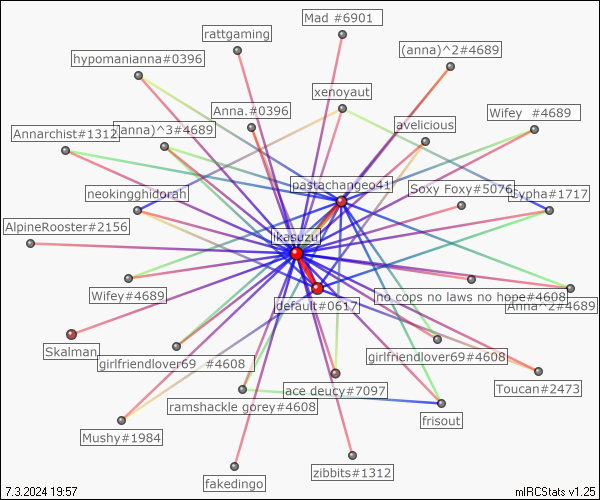 Mad #6901
rattgaming
(anna)^2#4689
hypomanianna#0396
xenoyaut
Anna.#0396
Wifey  #4689
avelicious
Annarchist#1312
(anna)^3#4689
pastachangeo41
Soxy Foxy#5076
Cypha#1717
neokingghidorah
AlpineRooster#2156
ikasuzu
Wifey#4689
no cops no laws no hope#4608
default#0617
Anna^2#4689
Skalman
girlfriendlover69  #4608
girlfriendlover69#4608
ace deucy#7097
Toucan#2473
ramshackle gorey#4608
frisout
Mushy#1984
zibbits#1312
fakedingo
7.3.2024 19:57
mIRCStats v1.25